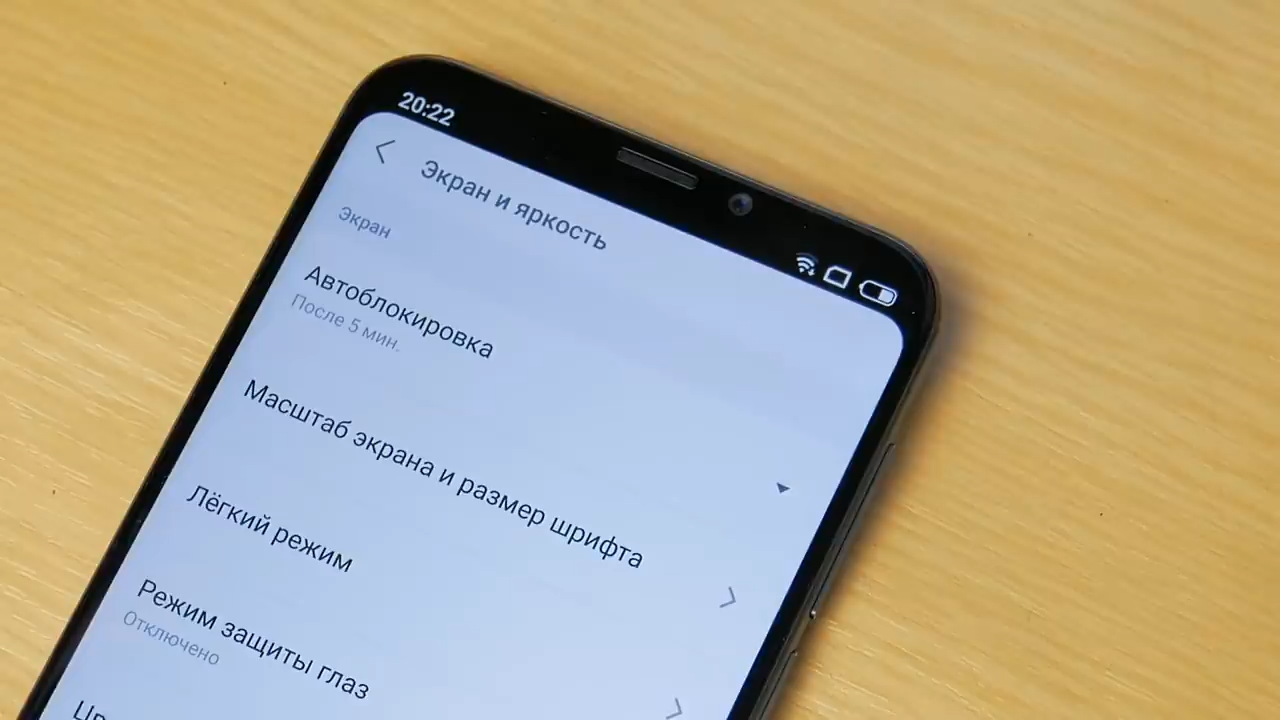 20:22
Экран и яркость
Экран
Автоблокировка
После 5 мин.
Масштаб экрана и размер шрифта
Лёгкий режим
Режим защиты глаз
Отключено